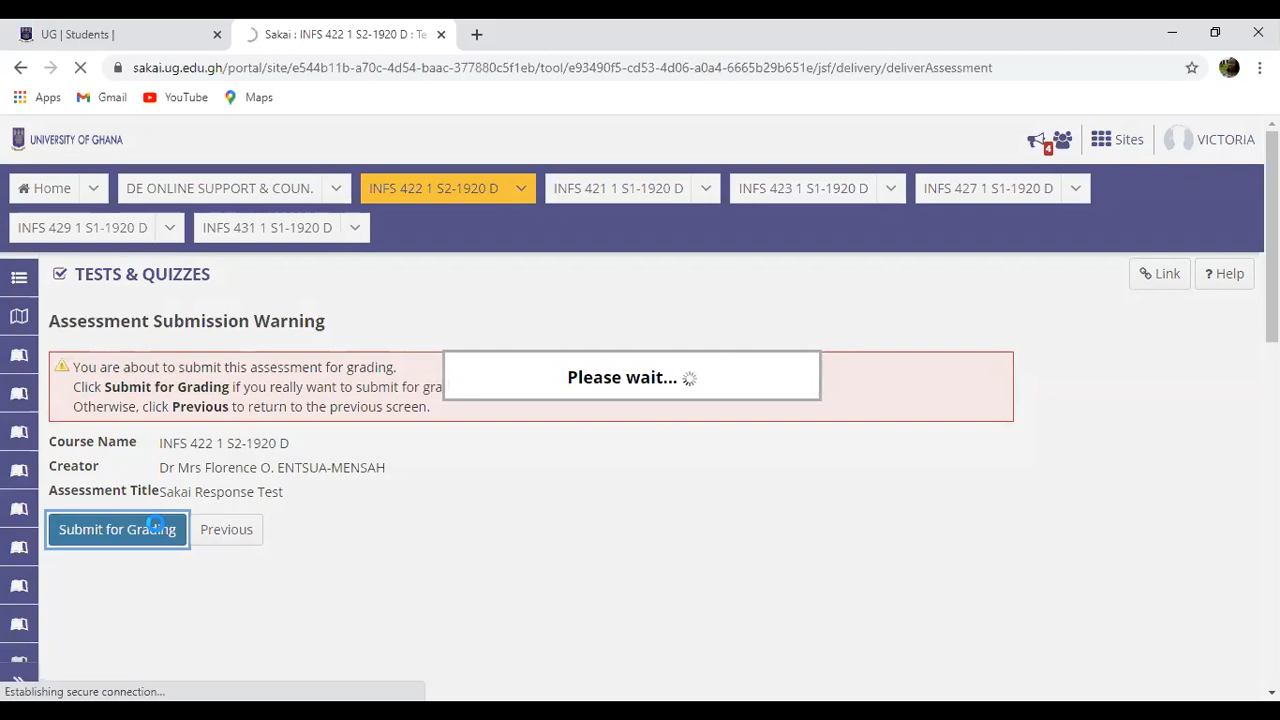 UG | Students |
Sakai : INFS 422 1 S2-1920 D : Te
sakai.ug.edu.gh/portal/site/e544b11b-a70c-4d54-baac-377880c5f1eb/tool/e93490f5-cd53-4d06-a0a4-6665b29b651e/jsf/delivery/deliverAssessment
Apps Gmail YouTube Maps
UNIVERSITY OF GHANA 4 Sites VICTORIA
Home DE ONLINE SUPPORT & COUN. INFS 422 1 S2-1920 D INFS 421 1 S1-1920 D INFS 423 1 S1-1920 D INFS 427 1 S1-1920 D
INFS 429 1 S1-1920 D INFS 431 1 S1-1920 D
TESTS & QUIZZES Link ? Help
Assessment Submission Warning
You are about to submit this assessment for grading.
Click Submit for Grading if you really want to submit for gra
Please wait...
Otherwise, click Previous to return to the previous screen.
Course Name INFS 422 1 S2-1920 D
Creator Dr Mrs Florence O. ENTSUA-MENSAH
Assessment Title Sakai Response Test
Submit for Grading Previous
Establishing secure connection...